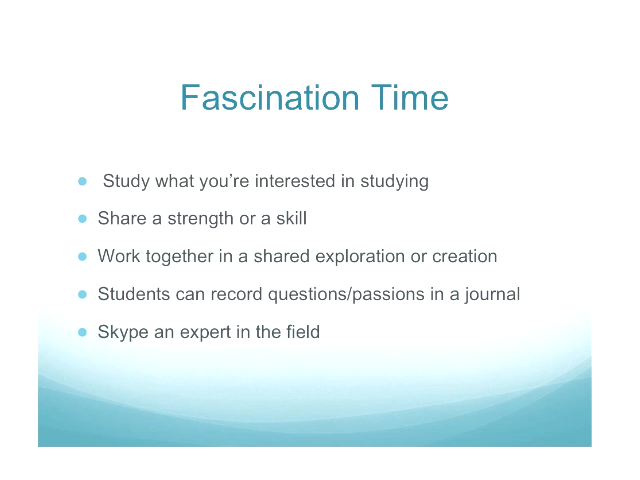 Fascination Time
Study what you're interested in studying
Share a strength or a skill
Work together in a shared exploration or creation
Students can record questions/passions in a journal
Skype an expert in the field